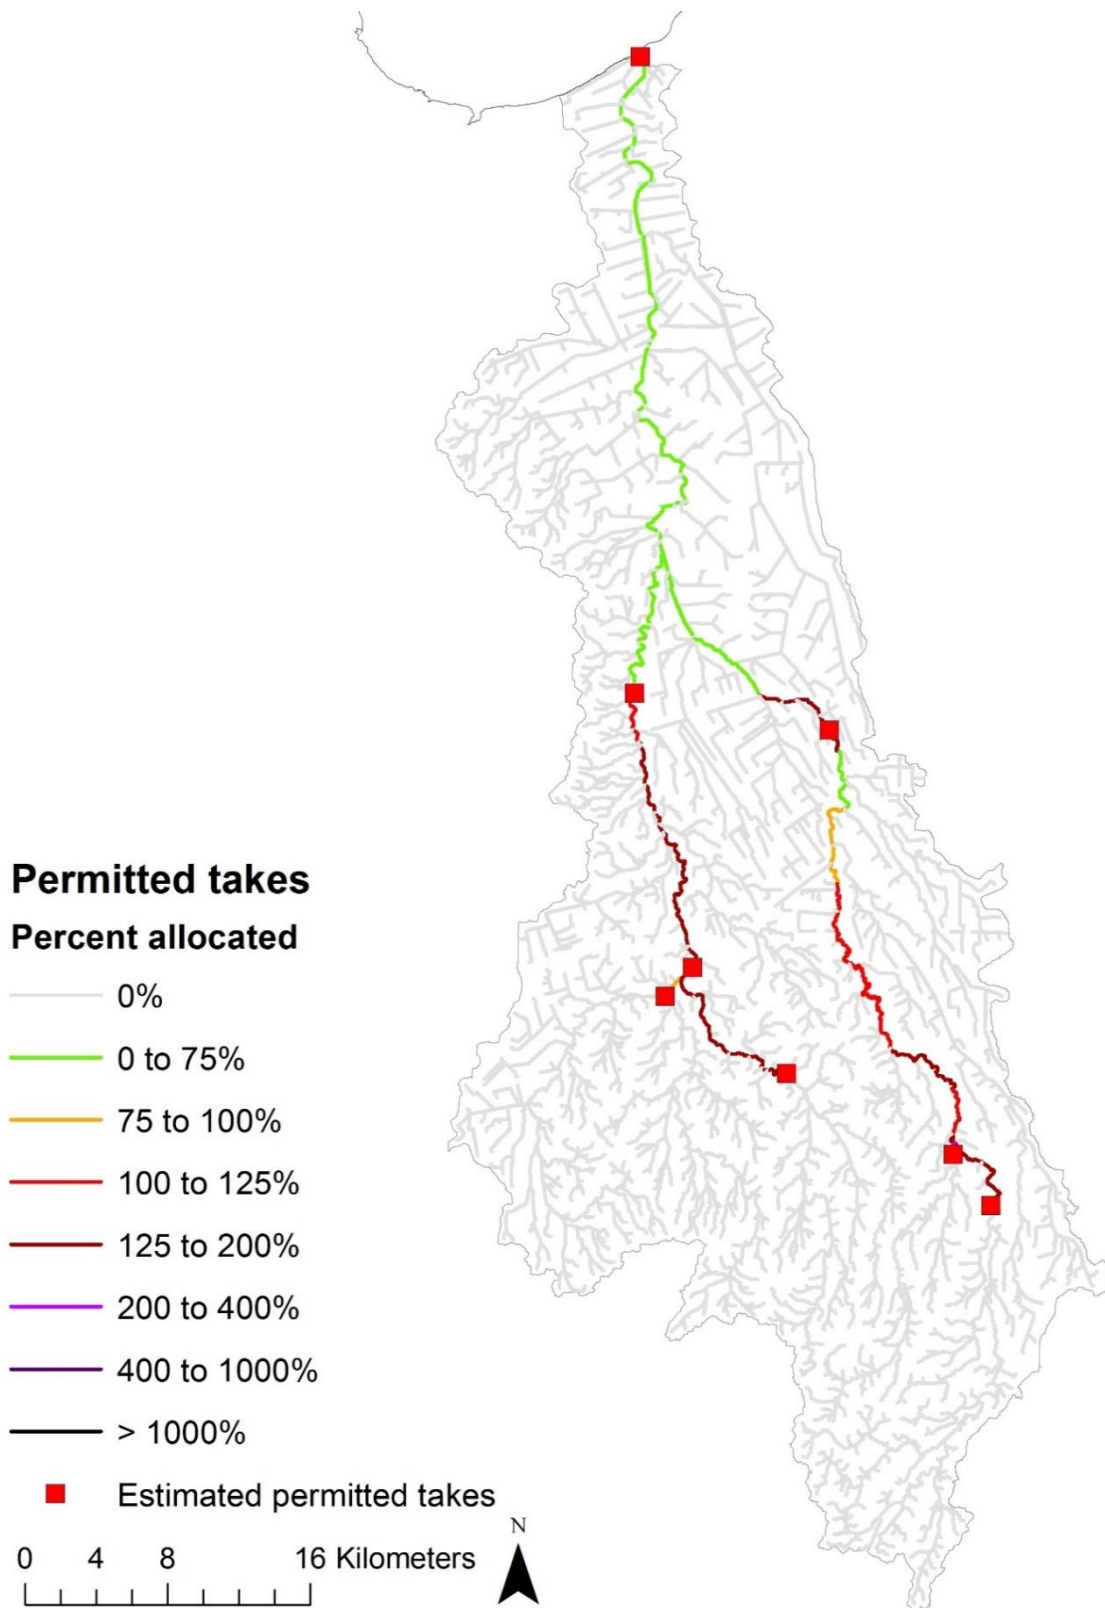 Permitted takes
Percent allocated
0%
0 to 75%
75 to 100%
100 to 125%
125 to 200%
200 to 400%
400 to 1000%
> 1000%
Estimated permitted takes
N
0 4 8 16 Kilometers